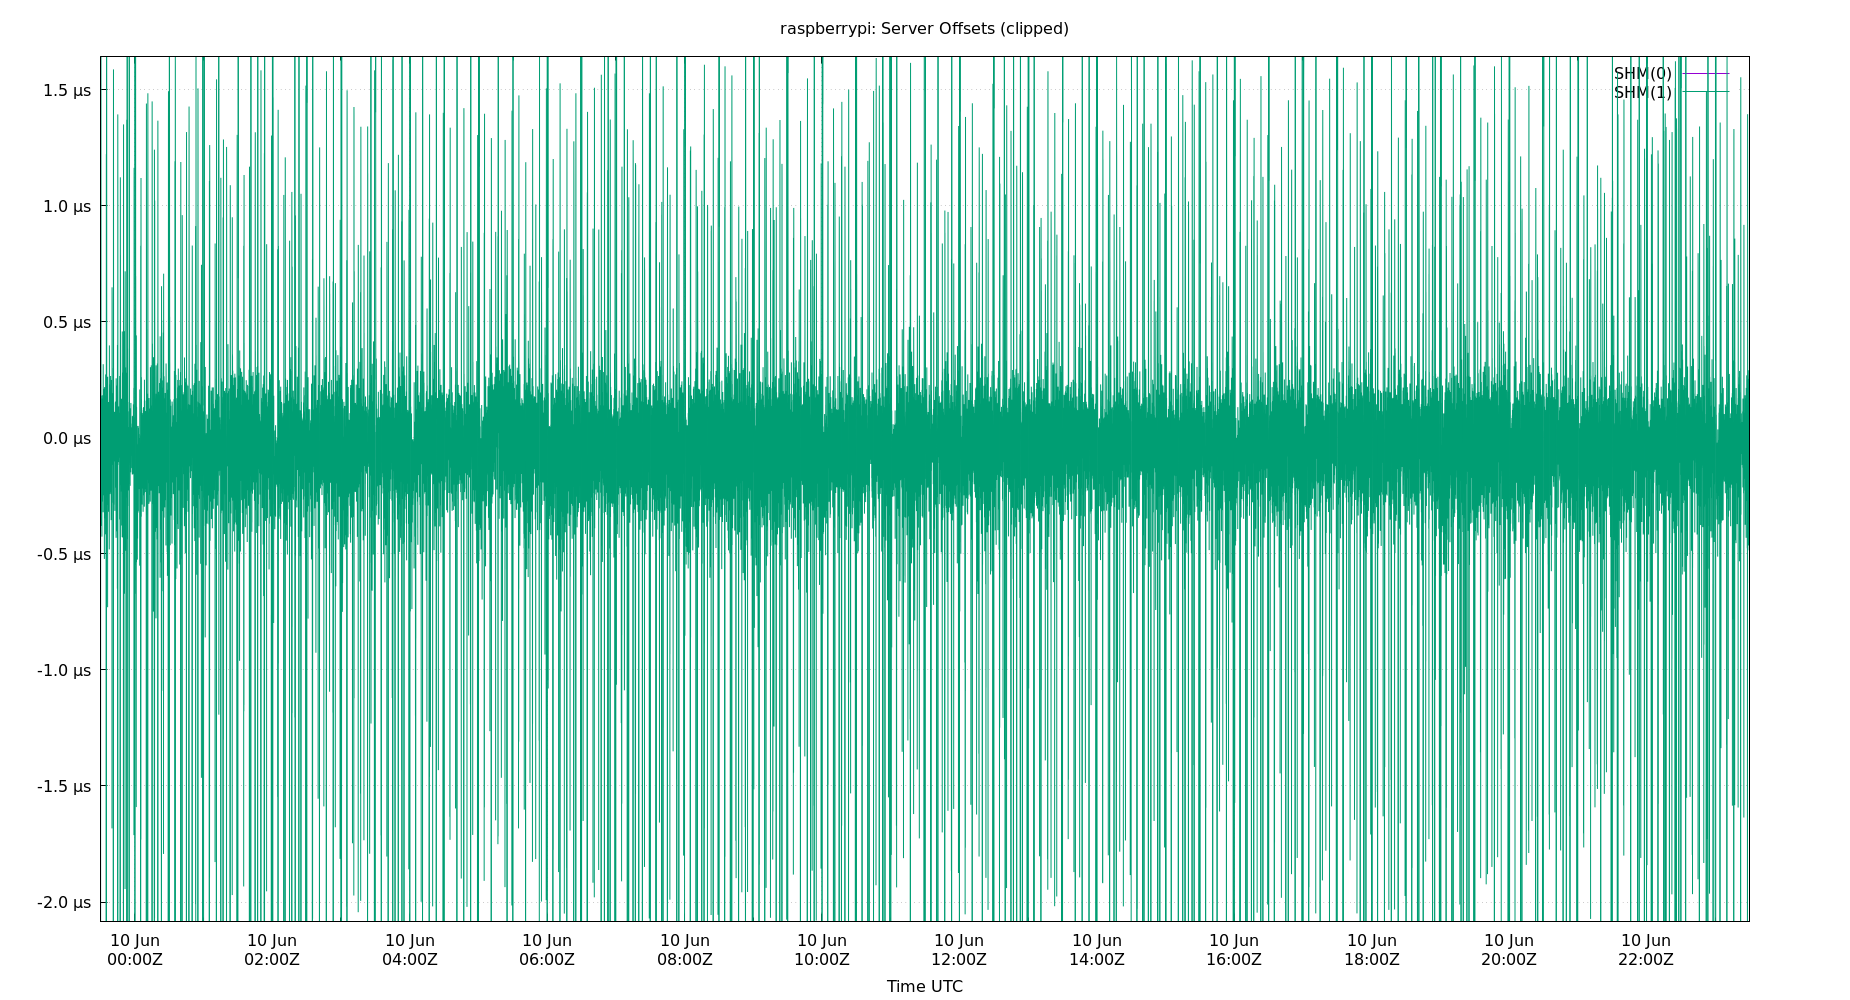 raspberrypi: Server Offsets (clipped)
SHM(0)
SHM(1)
1.5 µs
1.0 µs
0.5 µs
0.0 µs
-0.5 µs
-1.0 µs
-1.5 µs
-2.0 µs
10 Jun 10 Jun 10 Jun 10 Jun 10 Jun 10 Jun 10 Jun 10 Jun 10 Jun 10 Jun 10 Jun 10 Jun
00:00Z 02:00Z 04:00Z 06:00Z 08:00Z 10:00Z 12:00Z 14:00Z 16:00Z 18:00Z 20:00Z 22:00Z
Time UTC